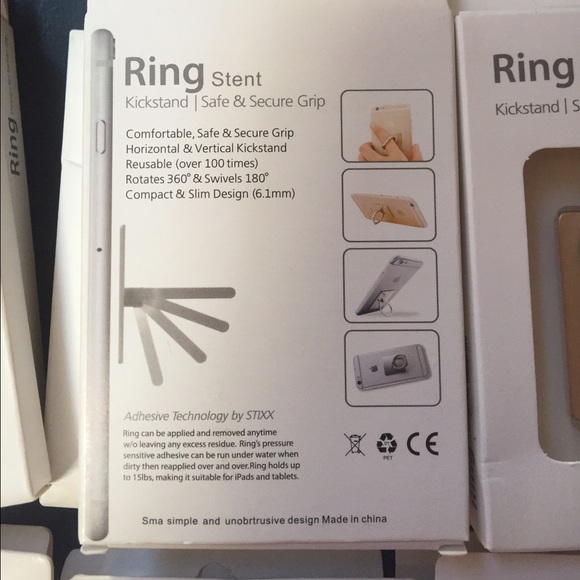 Ring Stent
Kickstand | Safe & Secure Grip
Comfortable, Safe & Secure Grip
Horizontal & Vertical Kickstand
Reusable (over 100 times)
Rotates 360° & Swivels 180°
Compact & Slim Design (6.1mm)
Adhesive Technology by STIXX
Ring can be applied and removed anytime
w/o leaving any excess residue. Ring's pressure
sensitive adhesive can be run under water when
dirty then reapplied over and over.Ring holds up
to 15lbs, making it suitable for iPads and tablets.
PET
CE
Sma simple and unobrtrusive design Made in china
Ring
Kickstand | S
Ring